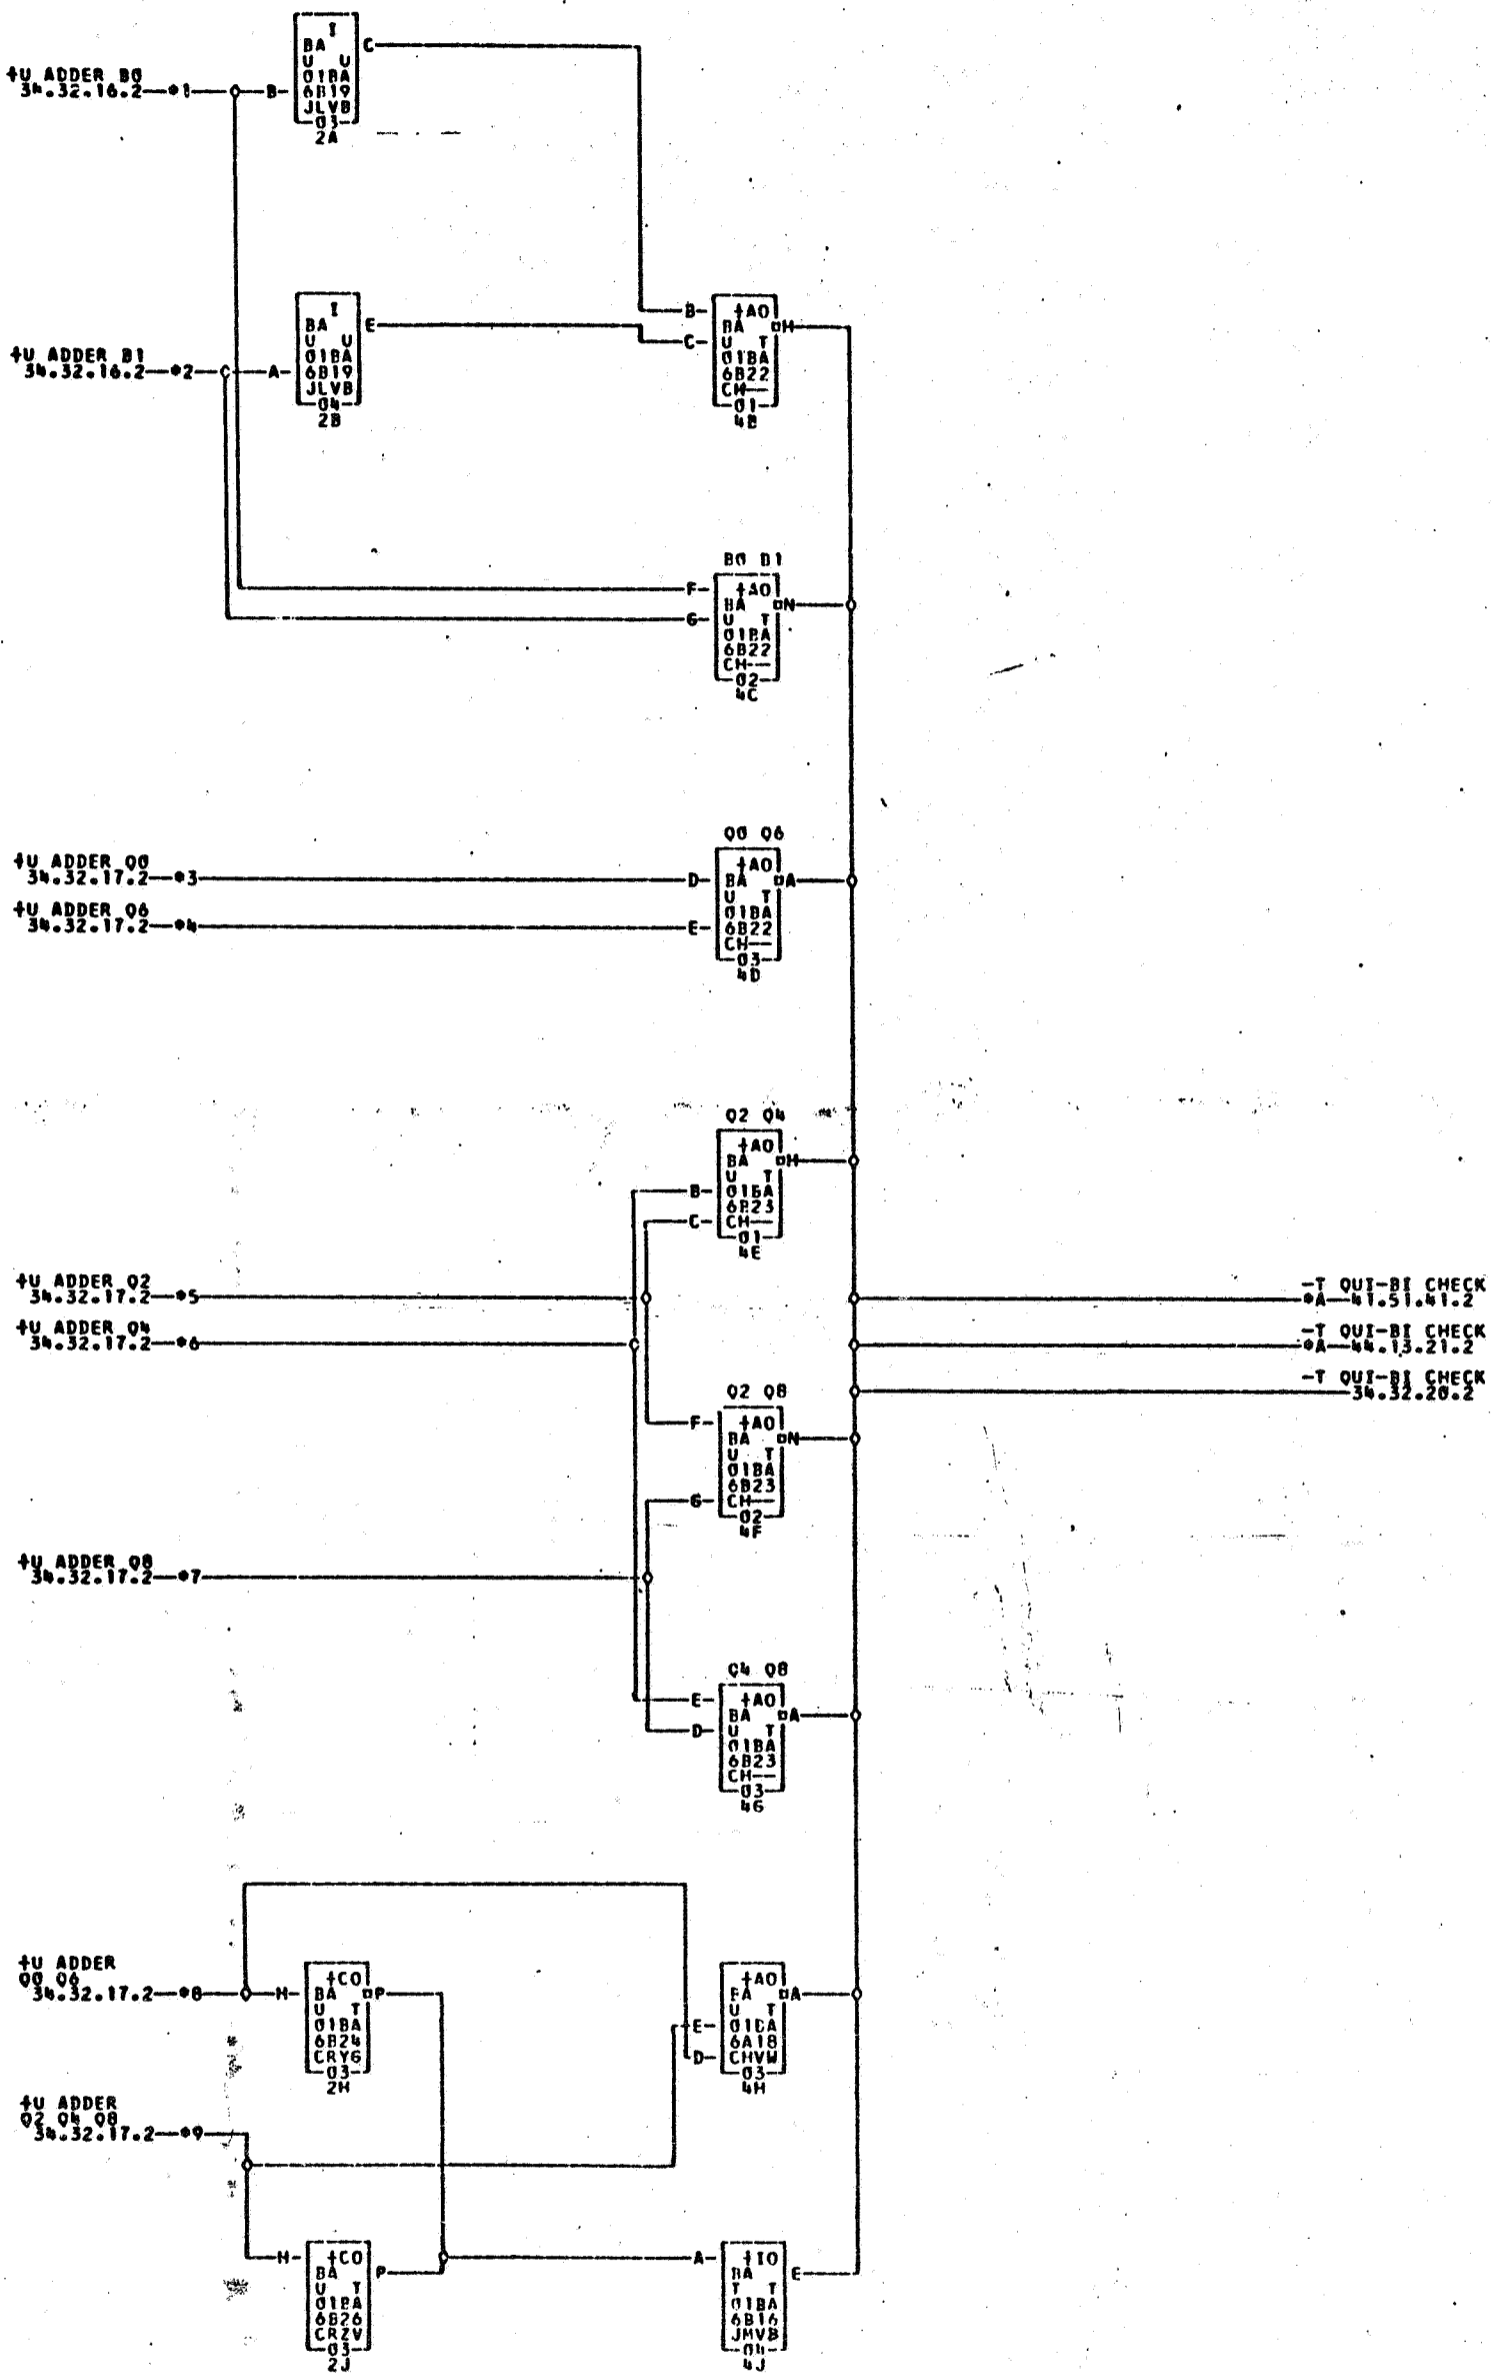 I
BA C
U U
+U ADDER B0
01BA
34.32.16.2—*1 B 6B19
JLVB
03
2A
I
BA E
U U
+U ADDER B1
01BA
34.32.16.2—*2 A 6B19
JLVB
04
2B
B +AO
BA H
C U T
01BA
6B22
CH—
01
4B
B0 B1
F +AO
BA N
G U T
01BA
6B22
CH—
02
4C
Q0 Q6
+U ADDER Q0
+AO
34.32.17.2—*3 D BA A
U T
+U ADDER Q6
01BA
34.32.17.2—*4 E 6B22
CH—
03
4D
Q2 Q4
+AO
BA H
U T
B 01BA
6B23
C CH—
01
4E
+U ADDER Q2
34.32.17.2—*5
-T QUI-BI CHECK
*A—41.51.41.2
+U ADDER Q4
34.32.17.2—*6
-T QUI-BI CHECK
*A—44.13.21.2
-T QUI-BI CHECK
34.32.20.2
Q2 Q8
F +AO
BA N
U T
01BA
6B23
G CH—
02
4F
+U ADDER Q8
34.32.17.2—*7
Q4 Q8
E +AO
BA A
D U T
01BA
6B23
CH—
03
4G
+U ADDER
Q0 Q6
34.32.17.2—*8 H
+CO
BA P
U T
01BA
6B24
CRYG
03
2H
+AO
BA A
U T
E 01BA
6A18
D CHVW
03
4H
+U ADDER
Q2 Q4 Q8
34.32.17.2—*9
H +CO
BA P
U T
01BA
6B26
CRZV
03
2J
A +IO
BA E
T T
01BA
6B16
JMVB
04
4J